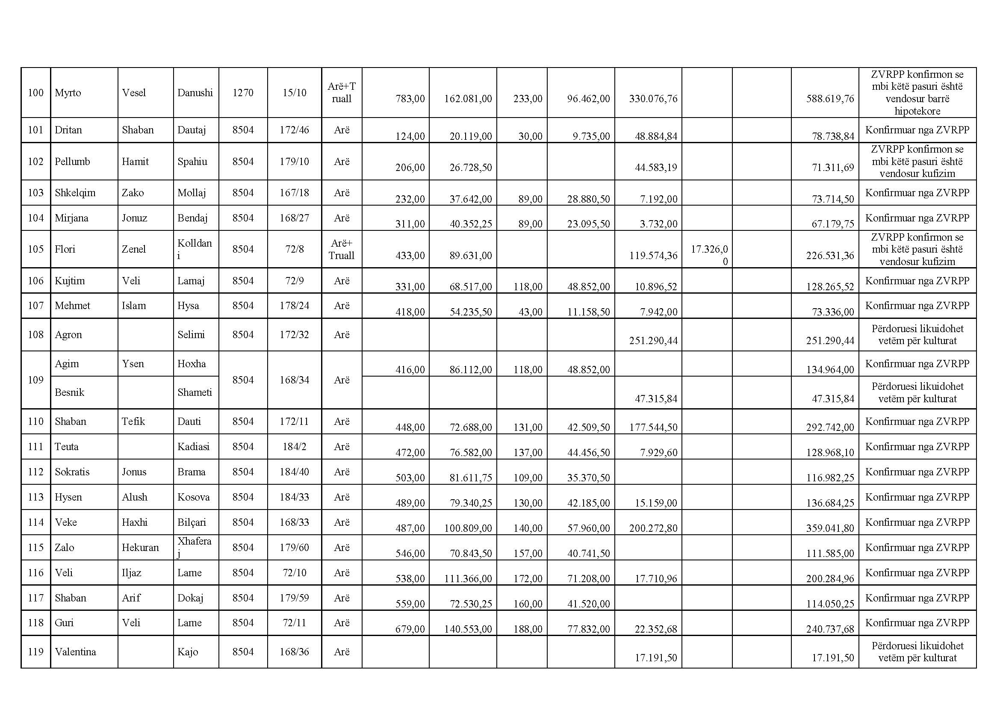 100 Myrto Vesel Danushi 1270 15/10 Arë+T
ruall 783,00 162.081,00 233,00 96.462,00 330.076,76 588.619,76 ZVRPP konfirmon se
mbi këtë pasuri është
vendosur barrë
hipotekore
101 Dritan Shaban Dautaj 8504 172/46 Arë 124,00 20.119,00 30,00 9.735,00 48.884,84 78.738,84 Konfirmuar nga ZVRPP
102 Pellumb Hamit Spahiu 8504 179/10 Arë 206,00 26.728,50 44.583,19 71.311,69 ZVRPP konfirmon se
mbi këtë pasuri është
vendosur kufizim
103 Shkelqim Zako Mollaj 8504 167/18 Arë 232,00 37.642,00 89,00 28.880,50 7.192,00 73.714,50 Konfirmuar nga ZVRPP
104 Mirjana Jonuz Bendaj 8504 168/27 Arë 311,00 40.352,25 89,00 23.095,50 3.732,00 67.179,75 Konfirmuar nga ZVRPP
105 Flori Zenel Kolldan
i 8504 72/8 Arë+
Truall 433,00 89.631,00 119.574,36 17.326,0
0 226.531,36 ZVRPP konfirmon se
mbi këtë pasuri është
vendosur kufizim
106 Kujtim Veli Lamaj 8504 72/9 Arë 331,00 68.517,00 118,00 48.852,00 10.896,52 128.265,52 Konfirmuar nga ZVRPP
107 Mehmet Islam Hysa 8504 178/24 Arë 418,00 54.235,50 43,00 11.158,50 7.942,00 73.336,00 Konfirmuar nga ZVRPP
108 Agron Selimi 8504 172/32 Arë 251.290,44 251.290,44 Përdoruesi likuidohet
vetëm për kulturat
109 Agim Ysen Hoxha 8504 168/34 Arë 416,00 86.112,00 118,00 48.852,00 134.964,00 Konfirmuar nga ZVRPP
Besnik Shameti 47.315,84 47.315,84 Përdoruesi likuidohet
vetëm për kulturat
110 Shaban Tefik Dauti 8504 172/11 Arë 448,00 72.688,00 131,00 42.509,50 177.544,50 292.742,00 Konfirmuar nga ZVRPP
111 Teuta Kadiasi 8504 184/2 Arë 472,00 76.582,00 137,00 44.456,50 7.929,60 128.968,10 Konfirmuar nga ZVRPP
112 Sokratis Jonus Brama 8504 184/40 Arë 503,00 81.611,75 109,00 35.370,50 116.982,25 Konfirmuar nga ZVRPP
113 Hysen Alush Kosova 8504 184/33 Arë 489,00 79.340,25 130,00 42.185,00 15.159,00 136.684,25 Konfirmuar nga ZVRPP
114 Veke Haxhi Bilçari 8504 168/33 Arë 487,00 100.809,00 140,00 57.960,00 200.272,80 359.041,80 Konfirmuar nga ZVRPP
115 Zalo Hekuran Xhafera
j 8504 179/60 Arë 546,00 70.843,50 157,00 40.741,50 111.585,00 Konfirmuar nga ZVRPP
116 Veli Iljaz Lame 8504 72/10 Arë 538,00 111.366,00 172,00 71.208,00 17.710,96 200.284,96 Konfirmuar nga ZVRPP
117 Shaban Arif Dokaj 8504 179/59 Arë 559,00 72.530,25 160,00 41.520,00 114.050,25 Konfirmuar nga ZVRPP
118 Guri Veli Lame 8504 72/11 Arë 679,00 140.553,00 188,00 77.832,00 22.352,68 240.737,68 Konfirmuar nga ZVRPP
119 Valentina Kajo 8504 168/36 Arë 17.191,50 17.191,50 Përdoruesi likuidohet
vetëm për kulturat